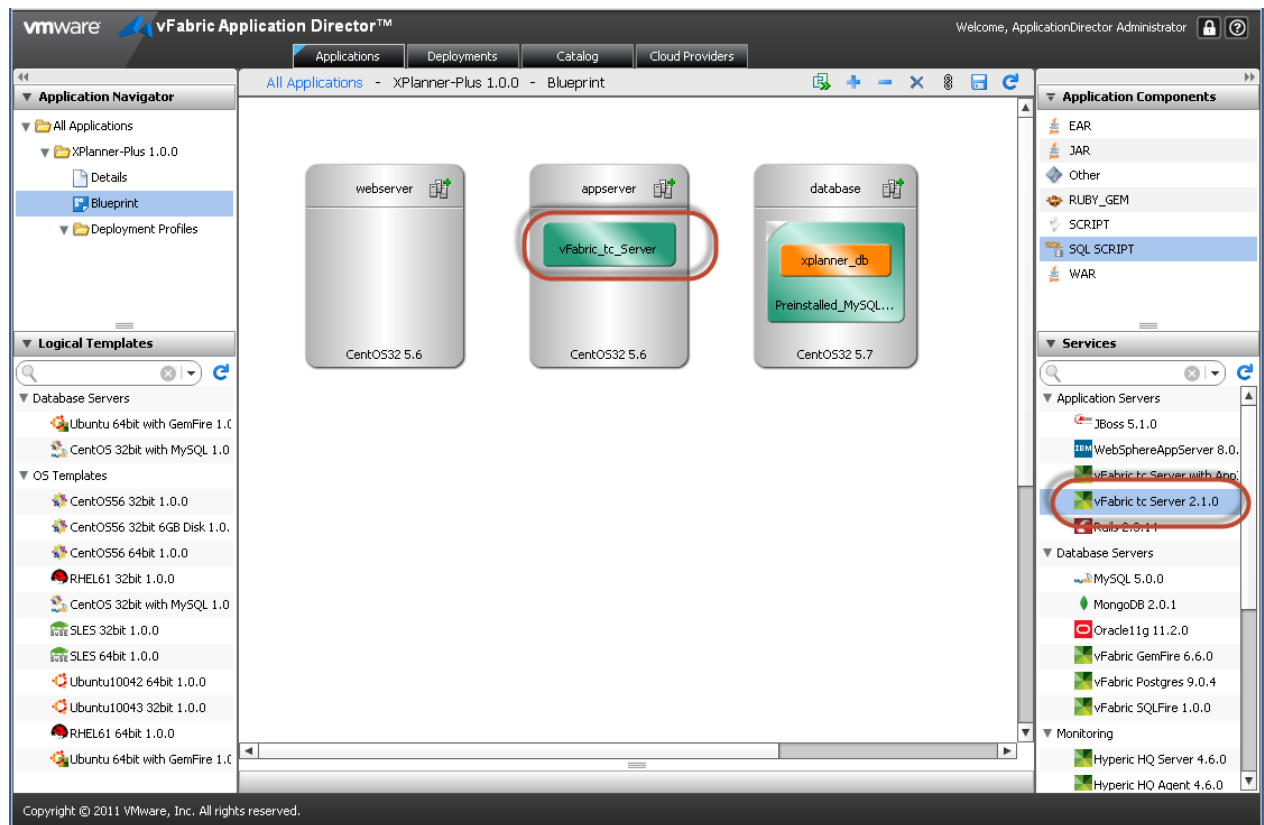 vmware vFabric Application Director™
Welcome, ApplicationDirector Administrator
Applications Deployments Catalog Cloud Providers
Application Navigator
All Applications
XPlanner-Plus 1.0.0
Details
Blueprint
Deployment Profiles
Logical Templates
Database Servers
Ubuntu 64bit with GemFire 1.0
CentOS 32bit with MySQL 1.0
OS Templates
CentOS56 32bit 1.0.0
CentOS56 32bit 6GB Disk 1.0.
CentOS56 64bit 1.0.0
RHEL61 32bit 1.0.0
CentOS 32bit with MySQL 1.0
SLES 32bit 1.0.0
SLES 64bit 1.0.0
Ubuntu10042 64bit 1.0.0
Ubuntu10043 32bit 1.0.0
RHEL61 64bit 1.0.0
Ubuntu 64bit with GemFire 1.0
All Applications - XPlanner-Plus 1.0.0 - Blueprint
webserver
CentOS32 5.6
appserver
vFabric_tc_Server
CentOS32 5.6
database
xplanner_db
Preinstalled_MySQL...
CentOS32 5.7
Application Components
EAR
JAR
Other
RUBY_GEM
SCRIPT
SQL SCRIPT
WAR
Services
Application Servers
JBoss 5.1.0
WebSphereAppServer 8.0.
vFabric tc Server with App
vFabric tc Server 2.1.0
Rails 2.3.14
Database Servers
MySQL 5.0.0
MongoDB 2.0.1
Oracle11g 11.2.0
vFabric GemFire 6.6.0
vFabric Postgres 9.0.4
vFabric SQLFire 1.0.0
Monitoring
Hyperic HQ Server 4.6.0
Hyperic HQ Agent 4.6.0
Copyright © 2011 VMware, Inc. All rights reserved.